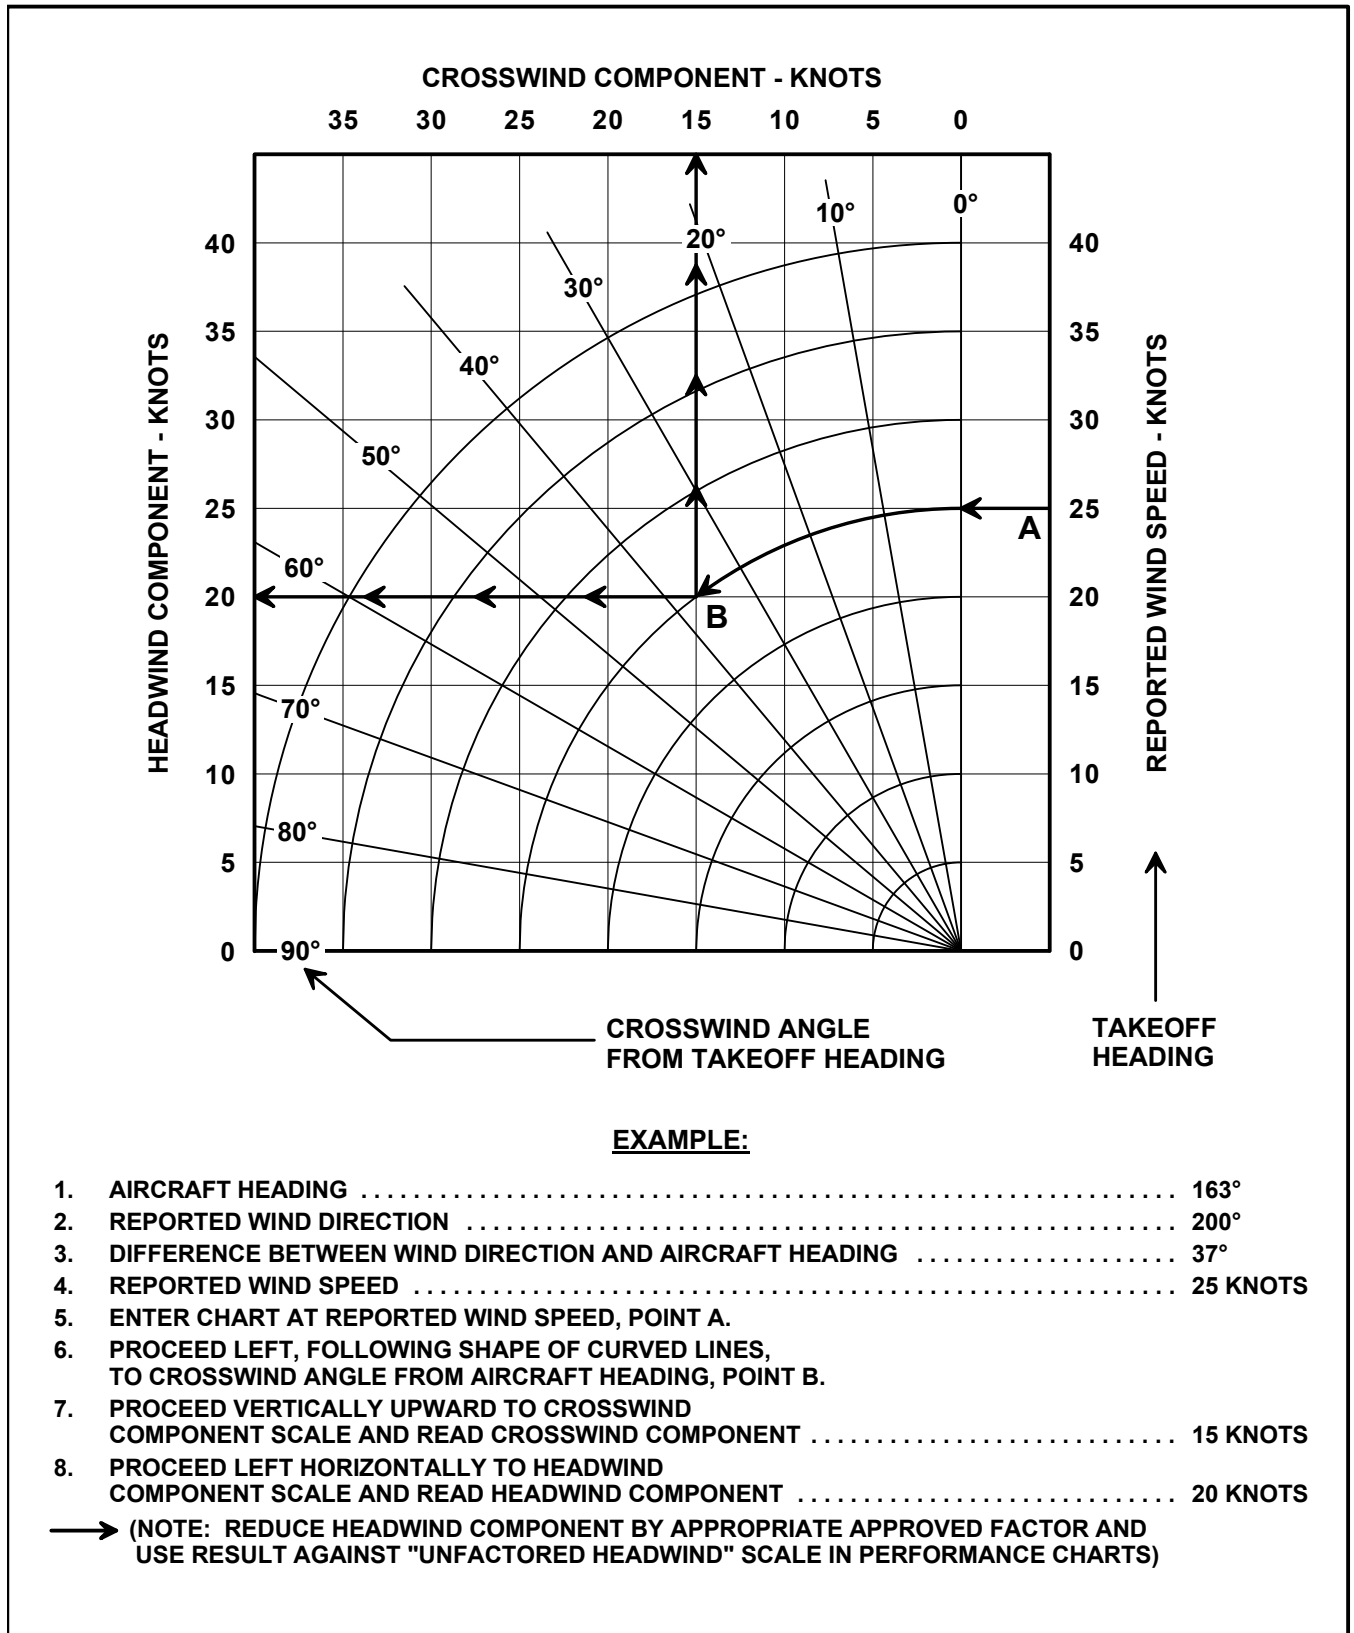 CROSSWIND COMPONENT - KNOTS
35 30 25 20 15 10 5 0
0°
10°
20°
30°
40°
50°
60°
70°
80°
90°
HEADWIND COMPONENT - KNOTS
40
35
30
25
20
15
10
5
0
A
B
40
35
30
25
20
15
10
5
0
REPORTED WIND SPEED - KNOTS
CROSSWIND ANGLE
FROM TAKEOFF HEADING
TAKEOFF
HEADING
EXAMPLE:
1. AIRCRAFT HEADING . . . . . . . . . . . . . . . . . . . . 163°
2. REPORTED WIND DIRECTION . . . . . . . . . . . . . . . . . . . . 200°
3. DIFFERENCE BETWEEN WIND DIRECTION AND AIRCRAFT HEADING . . . . . . . . . . . . . . . . . . . . 37°
4. REPORTED WIND SPEED . . . . . . . . . . . . . . . . . . . . 25 KNOTS
5. ENTER CHART AT REPORTED WIND SPEED, POINT A.
6. PROCEED LEFT, FOLLOWING SHAPE OF CURVED LINES,
TO CROSSWIND ANGLE FROM AIRCRAFT HEADING, POINT B.
7. PROCEED VERTICALLY UPWARD TO CROSSWIND
COMPONENT SCALE AND READ CROSSWIND COMPONENT . . . . . . . . . . . . . . . . . . . . 15 KNOTS
8. PROCEED LEFT HORIZONTALLY TO HEADWIND
COMPONENT SCALE AND READ HEADWIND COMPONENT . . . . . . . . . . . . . . . . . . . . 20 KNOTS
(NOTE: REDUCE HEADWIND COMPONENT BY APPROPRIATE APPROVED FACTOR AND
USE RESULT AGAINST "UNFACTORED HEADWIND" SCALE IN PERFORMANCE CHARTS)